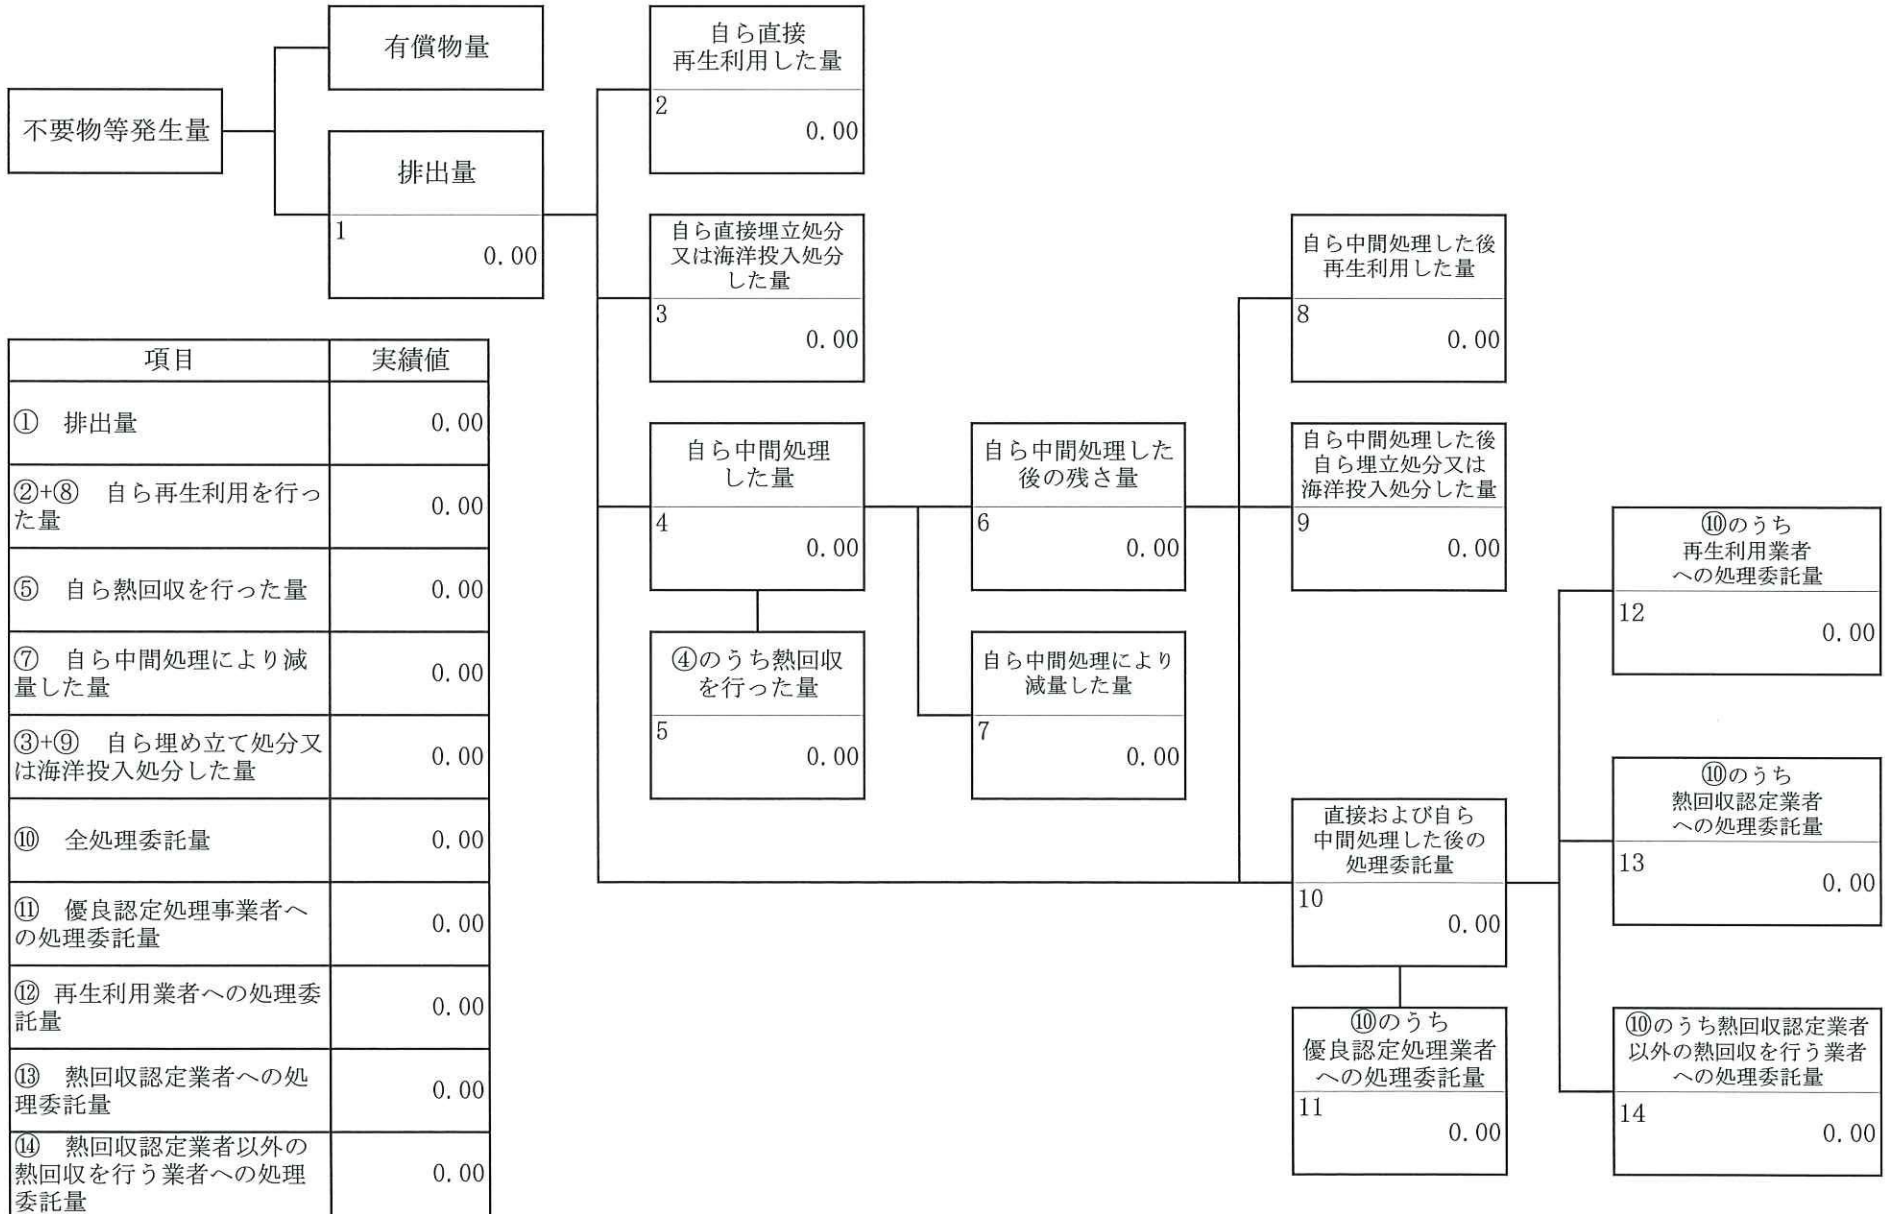 有償物量
不要物等発生量
排出量
1
0.00
自ら直接
再生利用した量
2
0.00
自ら直接埋立処分
又は海洋投入処分
した量
3
0.00
自ら中間処理
した量
4
0.00
④のうち熱回収
を行った量
5
0.00
自ら中間処理した
後の残さ量
6
0.00
自ら中間処理により
減量した量
7
0.00
自ら中間処理した後
再生利用した量
8
0.00
自ら中間処理した後
自ら埋立処分又は
海洋投入処分した量
9
0.00
直接および自ら
中間処理した後の
処理委託量
10
0.00
⑩のうち
優良認定処理業者
への処理委託量
11
0.00
⑩のうち
再生利用業者
への処理委託量
12
0.00
⑩のうち
熱回収認定業者
への処理委託量
13
0.00
⑩のうち熱回収認定業者
以外の熱回収を行う業者
への処理委託量
14
0.00
項目 実績値
① 排出量 0.00
②+⑧ 自ら再生利用を行っ
た量 0.00
⑤ 自ら熱回収を行った量 0.00
⑦ 自ら中間処理により減
量した量 0.00
③+⑨ 自ら埋め立て処分又
は海洋投入処分した量 0.00
⑩ 全処理委託量 0.00
⑪ 優良認定処理事業者へ
の処理委託量 0.00
⑫ 再生利用業者への処理委
託量 0.00
⑬ 熱回収認定業者への処
理委託量 0.00
⑭ 熱回収認定業者以外の
熱回収を行う業者への処理 0.00
委託量